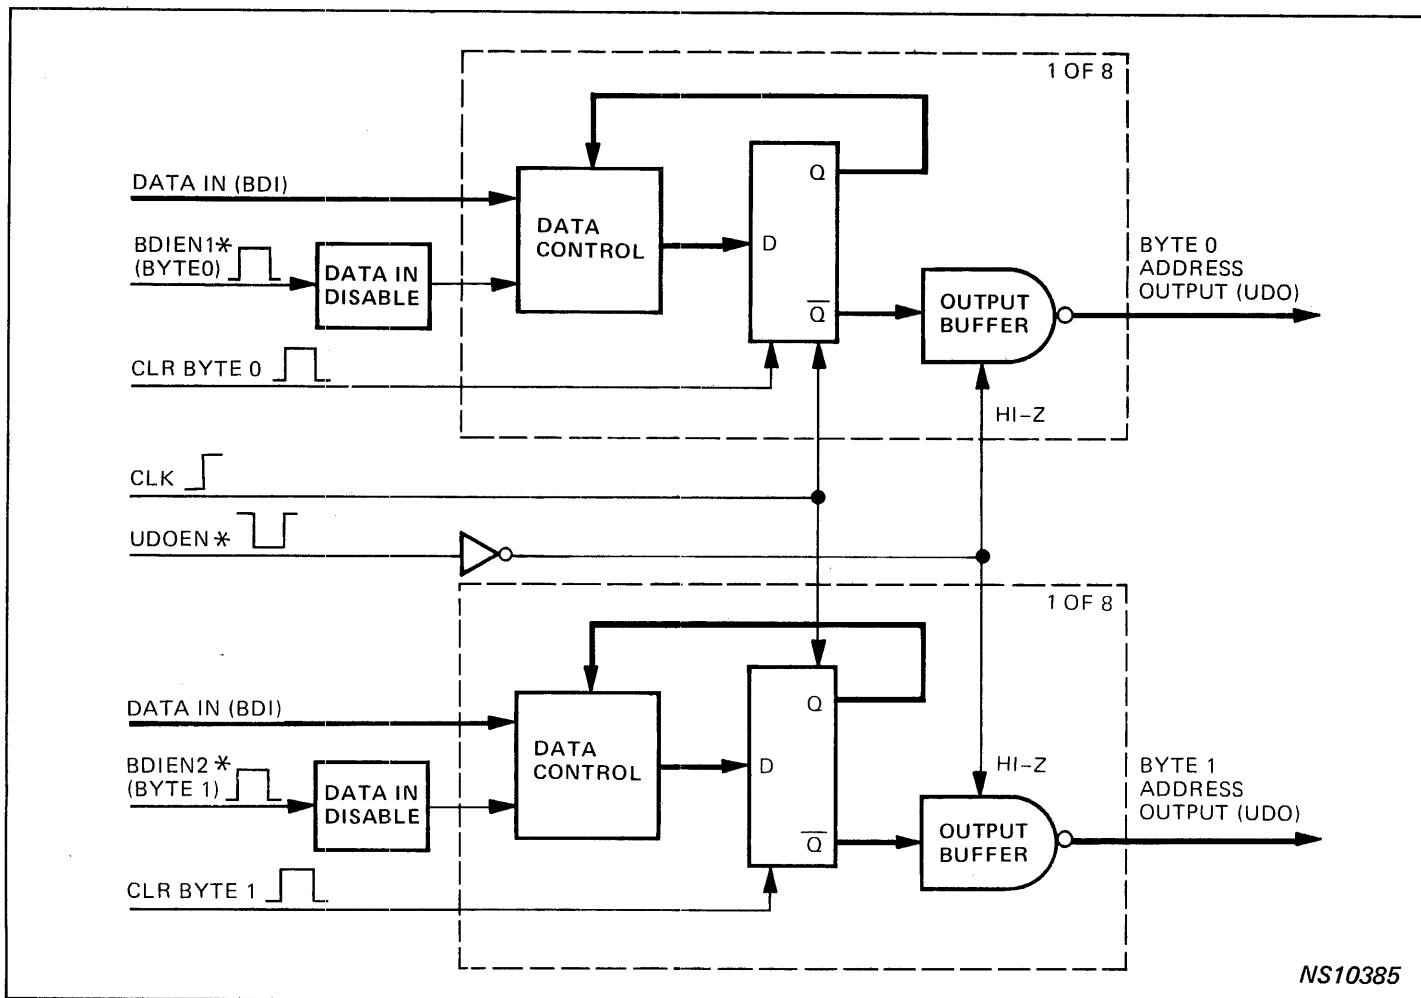 1 OF 8
DATA IN (BDI)
BDIEN1*
(BYTE0)
DATA IN
DISABLE
DATA
CONTROL
Q
D
Q̅
OUTPUT
BUFFER
BYTE 0
ADDRESS
OUTPUT (UDO)
CLR BYTE 0
HI-Z
CLK
UDOEN*
1 OF 8
DATA IN (BDI)
BDIEN2*
(BYTE 1)
DATA IN
DISABLE
DATA
CONTROL
Q
D
Q̅
HI-Z
OUTPUT
BUFFER
BYTE 1
ADDRESS
OUTPUT (UDO)
CLR BYTE 1
NS10385